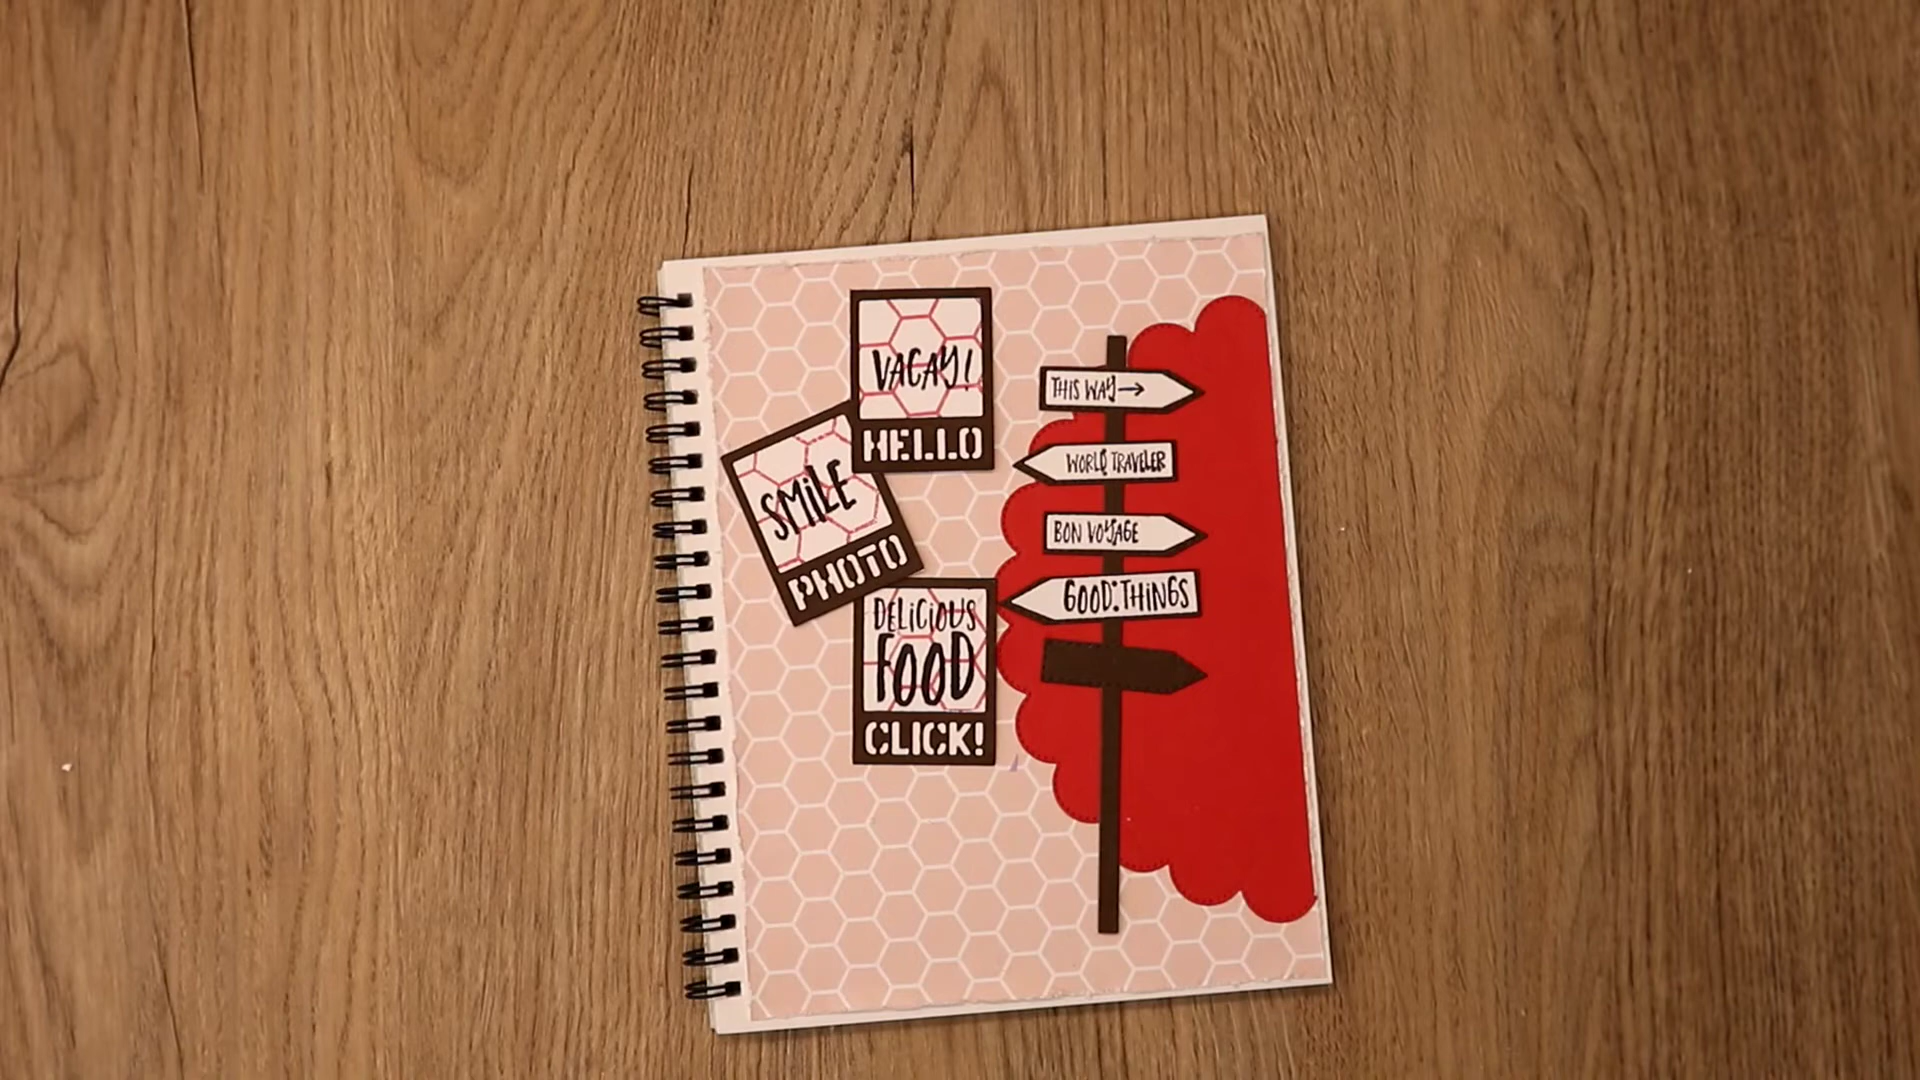 VACAY!
HELLO
SMiLE
PHOTO
DELiCiOUS
FOOD
CLICK!
THiS WAY→
WORLD TRAVELER
BON VOYAGE
GOOD:THiNGS